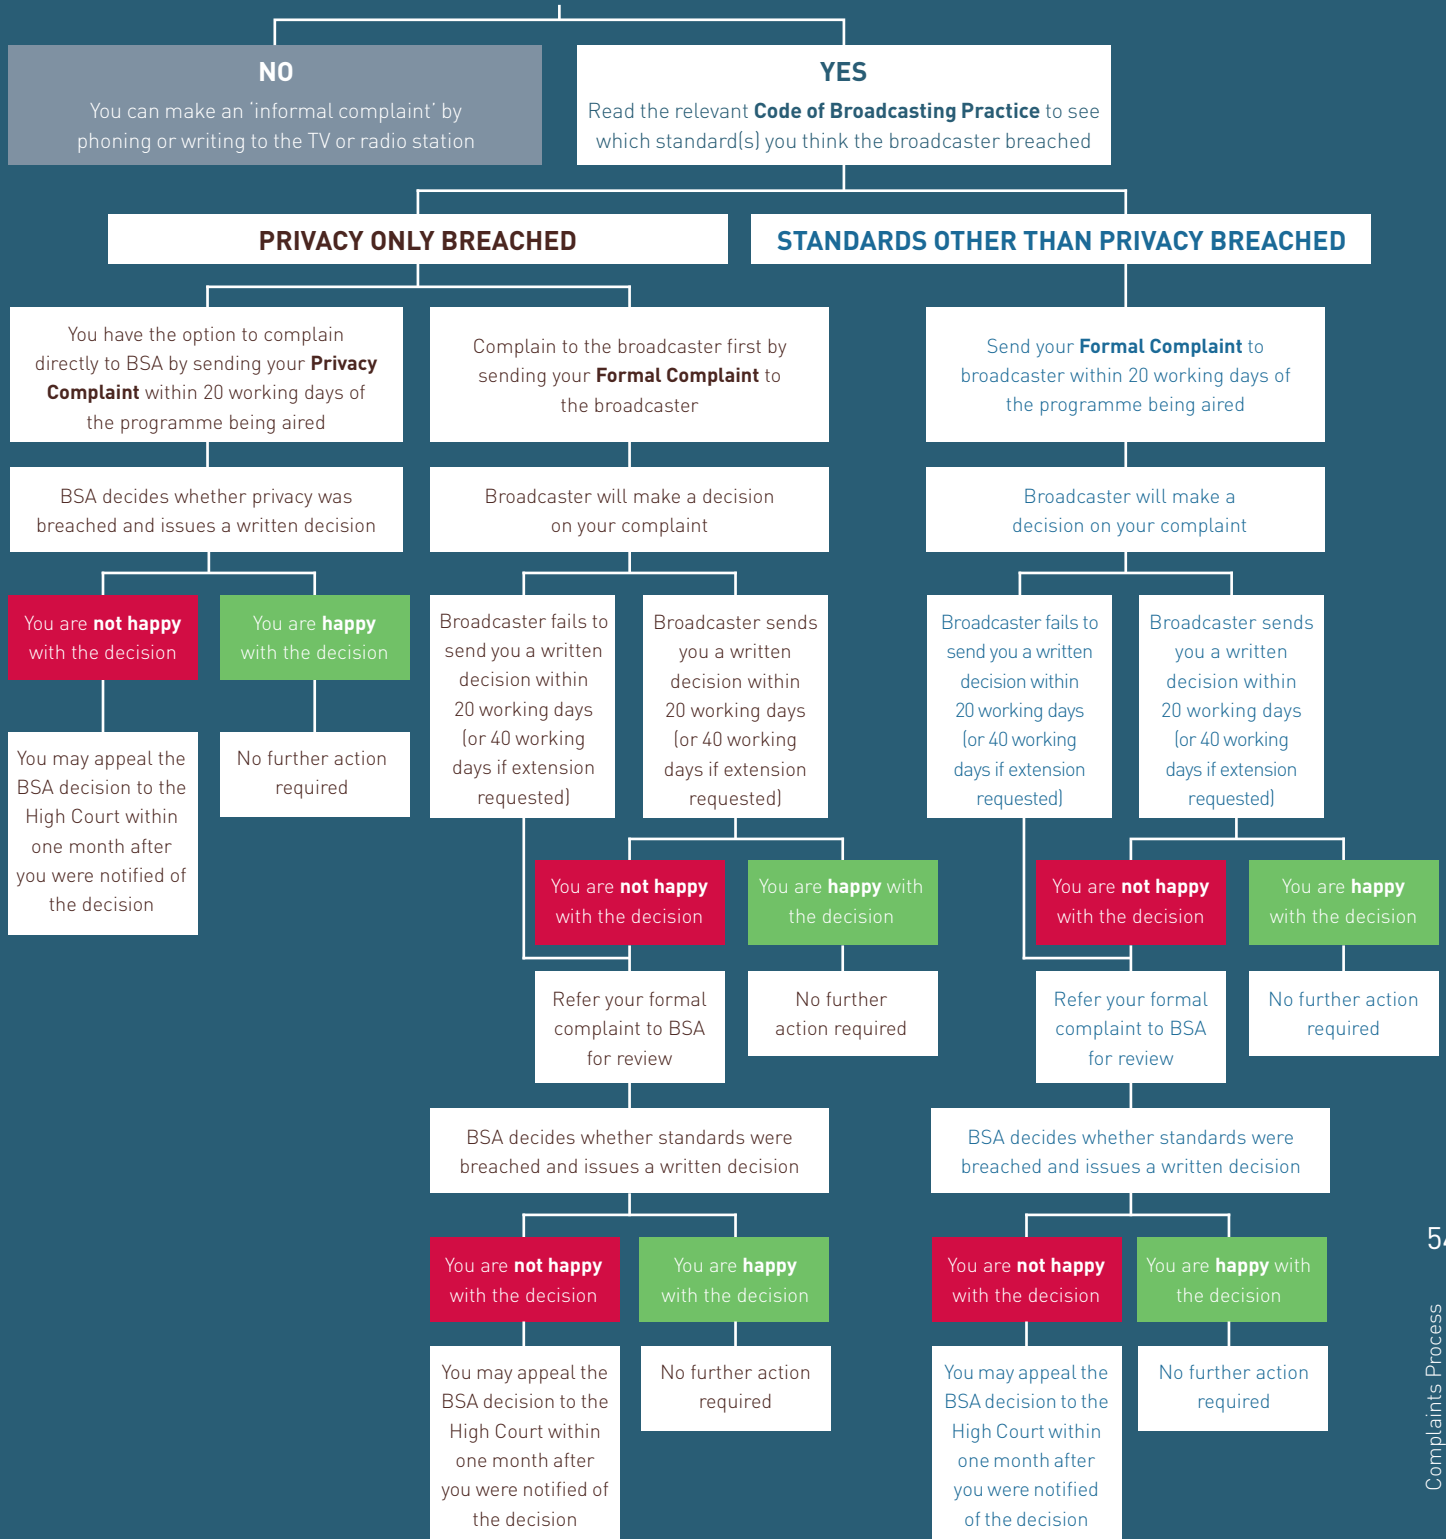 NO
You can make an ‘informal complaint’ by
phoning or writing to the TV or radio station
YES
Read the relevant Code of Broadcasting Practice to see
which standard(s) you think the broadcaster breached
PRIVACY ONLY BREACHED
STANDARDS OTHER THAN PRIVACY BREACHED
You have the option to complain
directly to BSA by sending your Privacy
Complaint within 20 working days of
the programme being aired
Complain to the broadcaster first by
sending your Formal Complaint to
the broadcaster
Send your Formal Complaint to
broadcaster within 20 working days of
the programme being aired
BSA decides whether privacy was
breached and issues a written decision
Broadcaster will make a decision
on your complaint
Broadcaster will make a
decision on your complaint
You are not happy
with the decision
You are happy
with the decision
Broadcaster fails to
send you a written
decision within
20 working days
(or 40 working
days if extension
requested)
Broadcaster sends
you a written
decision within
20 working days
(or 40 working
days if extension
requested)
Broadcaster fails to
send you a written
decision within
20 working days
(or 40 working
days if extension
requested)
Broadcaster sends
you a written
decision within
20 working days
(or 40 working
days if extension
requested)
You may appeal the
BSA decision to the
High Court within
one month after
you were notified of
the decision
No further action
required
You are not happy
with the decision
You are happy with
the decision
You are not happy
with the decision
You are happy
with the decision
Refer your formal
complaint to BSA
for review
No further
action required
Refer your formal
complaint to BSA
for review
No further action
required
BSA decides whether standards were
breached and issues a written decision
BSA decides whether standards were
breached and issues a written decision
You are not happy
with the decision
You are happy
with the decision
You are not happy
with the decision
You are happy with
the decision
You may appeal the
BSA decision to the
High Court within
one month after
you were notified of
the decision
No further action
required
You may appeal the
BSA decision to the
High Court within
one month after
you were notified
of the decision
No further action
required
54
Complaints Process